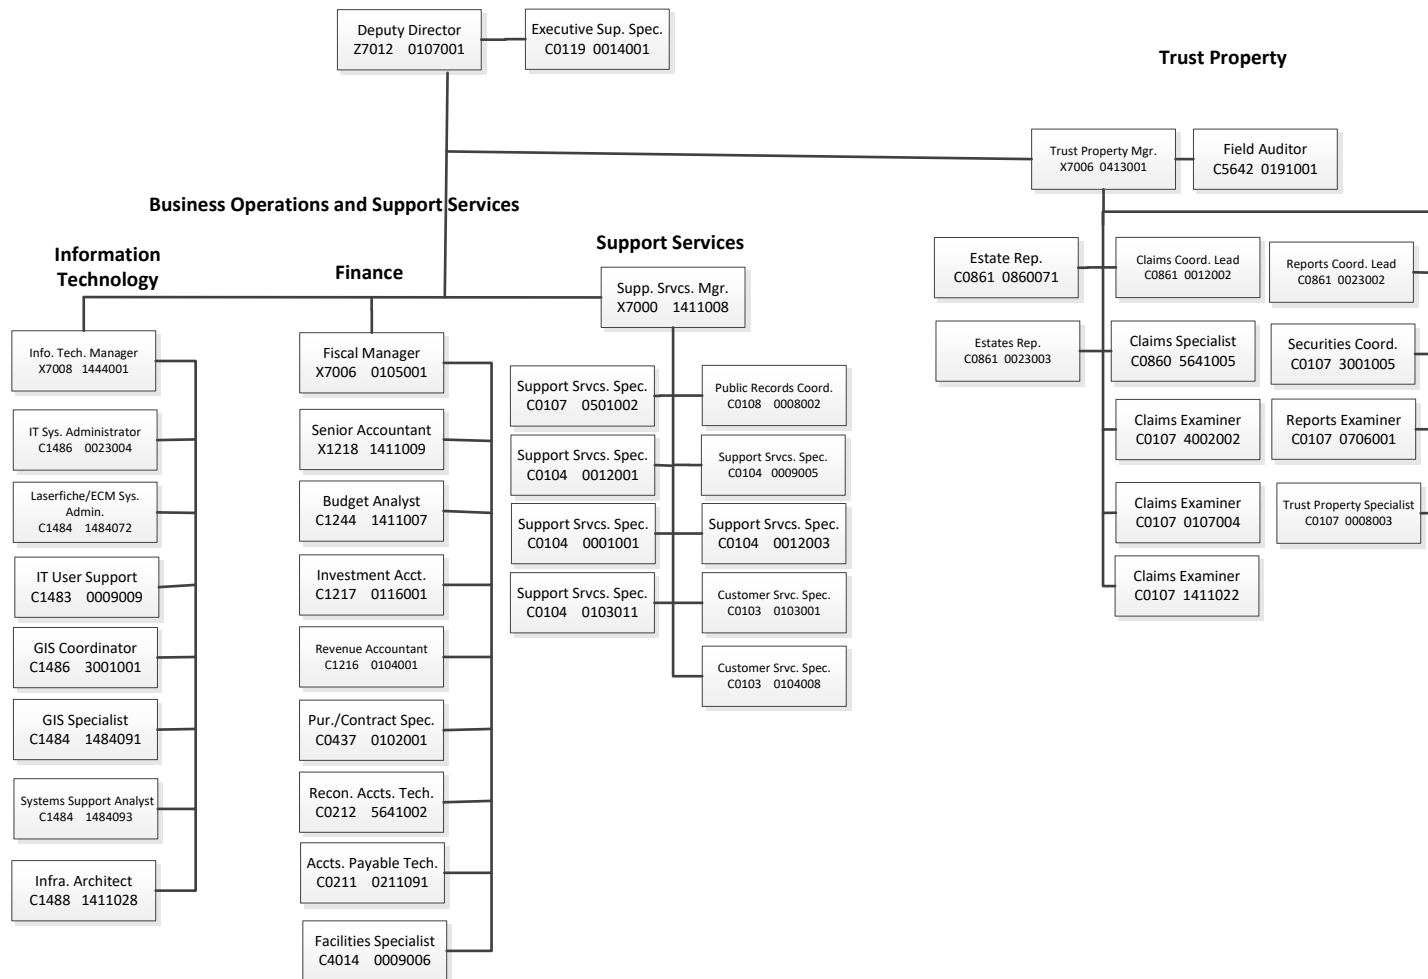 Deputy Director
Z7012 0107001
Executive Sup. Spec.
C0119 0014001
Trust Property
Trust Property Mgr.
X7006 0413001
Field Auditor
C5642 0191001
Business Operations and Support Services
Information
Technology
Finance
Support Services
Supp. Srvcs. Mgr.
X7000 1411008
Info. Tech. Manager
X7008 1444001
IT Sys. Administrator
C1486 0023004
Laserfiche/ECM Sys.
Admin.
C1484 1484072
IT User Support
C1483 0009009
GIS Coordinator
C1486 3001001
GIS Specialist
C1484 1484091
Systems Support Analyst
C1484 1484093
Infra. Architect
C1488 1411028
Fiscal Manager
X7006 0105001
Senior Accountant
X1218 1411009
Budget Analyst
C1244 1411007
Investment Acct.
C1217 0116001
Revenue Accountant
C1216 0104001
Pur./Contract Spec.
C0437 0102001
Recon. Accts. Tech.
C0212 5641002
Accts. Payable Tech.
C0211 0211091
Facilities Specialist
C4014 0009006
Support Srvcs. Spec.
C0107 0501002
Public Records Coord.
C0108 0008002
Support Srvcs. Spec.
C0104 0012001
Support Srvcs. Spec.
C0104 0009005
Support Srvcs. Spec.
C0104 0001001
Support Srvcs. Spec.
C0104 0012003
Support Srvcs. Spec.
C0104 0103011
Customer Srvc. Spec.
C0103 0103001
Customer Srvc. Spec.
C0103 0104008
Estate Rep.
C0861 0860071
Claims Coord. Lead
C0861 0012002
Reports Coord. Lead
C0861 0023002
Estates Rep.
C0861 0023003
Claims Specialist
C0860 5641005
Securities Coord.
C0107 3001005
Claims Examiner
C0107 4002002
Reports Examiner
C0107 0706001
Claims Examiner
C0107 0107004
Trust Property Specialist
C0107 0008003
Claims Examiner
C0107 1411022